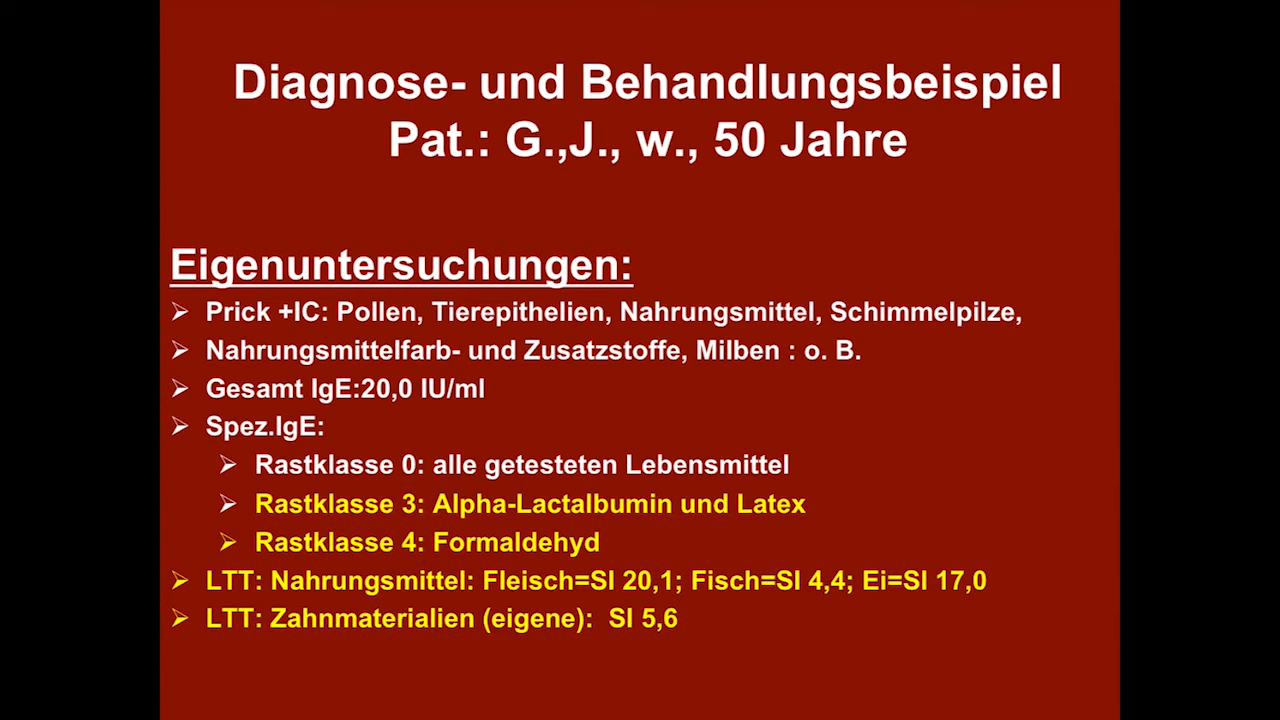 Diagnose- und Behandlungsbeispiel
Pat.: G.,J., w., 50 Jahre
Eigenuntersuchungen:
Prick +IC: Pollen, Tierepithelien, Nahrungsmittel, Schimmelpilze,
Nahrungsmittelfarb- und Zusatzstoffe, Milben : o. B.
Gesamt IgE:20,0 IU/ml
Spez.IgE:
Rastklasse 0: alle getesteten Lebensmittel
Rastklasse 3: Alpha-Lactalbumin und Latex
Rastklasse 4: Formaldehyd
LTT: Nahrungsmittel: Fleisch=SI 20,1; Fisch=SI 4,4; Ei=SI 17,0
LTT: Zahnmaterialien (eigene): SI 5,6